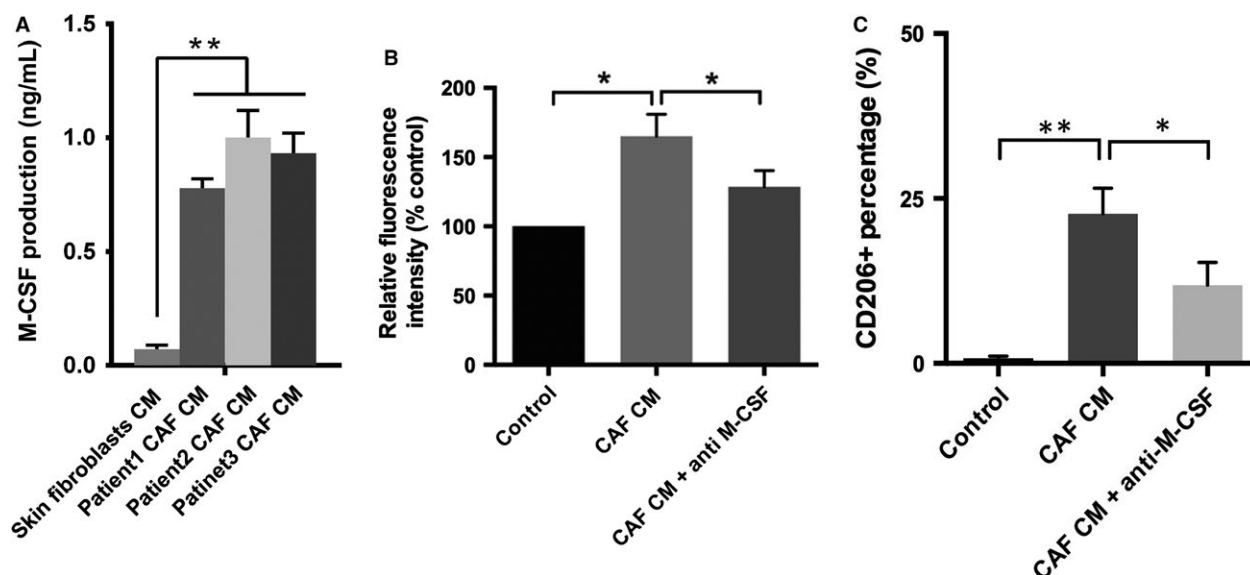 A
M-CSF production (ng/mL)
1.5
1.0
0.5
0.0
**
Skin fibroblasts CM
Patient1 CAF CM
Patient2 CAF CM
Patinet3 CAF CM
B
Relative fluorescence
intensity (% control)
200
150
100
50
0
*
*
Control
CAF CM
CAF CM + anti M-CSF
C
CD206+ percentage (%)
50
25
0
**
*
Control
CAF CM
CAF CM + anti-M-CSF